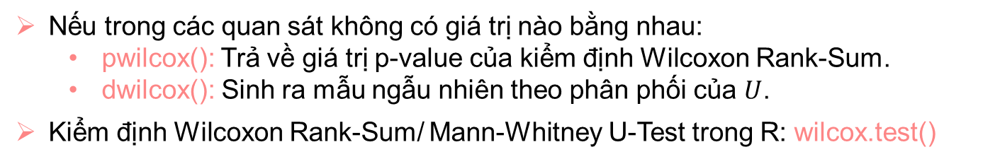 ➢ Nếu trong các quan sát không có giá trị nào bằng nhau:
• pwilcox(): Trả về giá trị p-value của kiểm định Wilcoxon Rank-Sum.
• dwilcox(): Sinh ra mẫu ngẫu nhiên theo phân phối của 𝑈.
➢ Kiểm định Wilcoxon Rank-Sum/ Mann-Whitney U-Test trong R: wilcox.test()